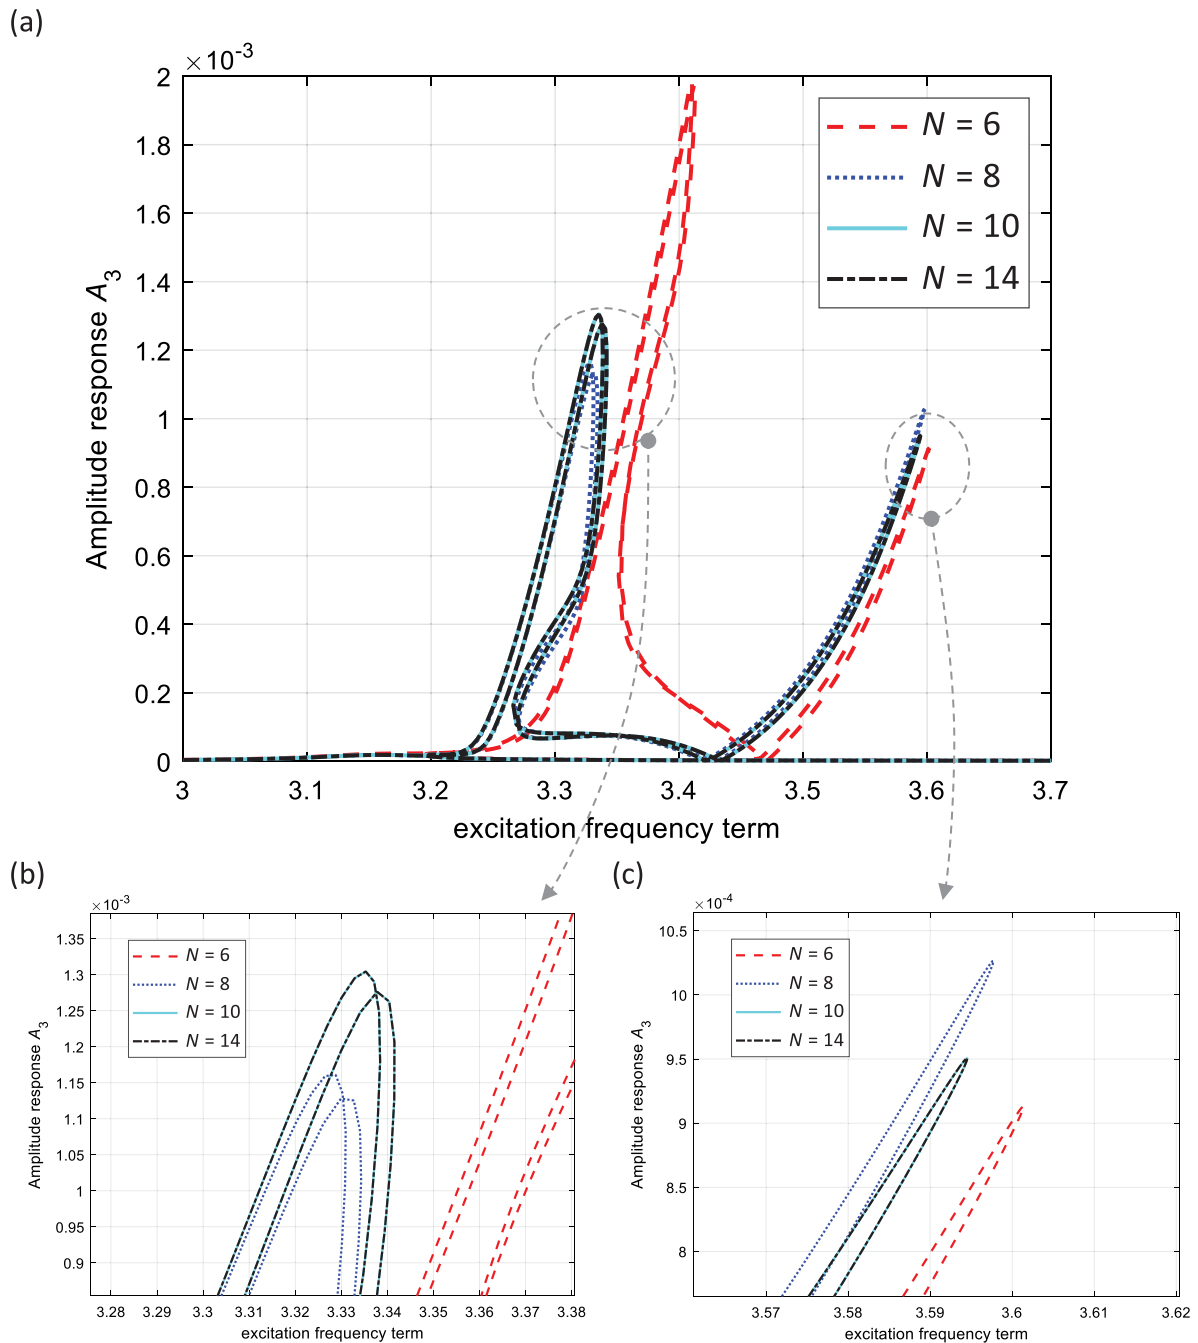 (a)
×10⁻³
2
1.8
1.6
1.4
1.2
1
0.8
0.6
0.4
0.2
0
Amplitude response A₃
N = 6
N = 8
N = 10
N = 14
3 3.1 3.2 3.3 3.4 3.5 3.6 3.7
excitation frequency term
(b)
×10⁻³
1.35
1.3
1.25
1.2
1.15
1.1
1.05
1
0.95
0.9
Amplitude response A₃
N = 6
N = 8
N = 10
N = 14
3.28 3.29 3.3 3.31 3.32 3.33 3.34 3.35 3.36 3.37 3.38
excitation frequency term
(c)
×10⁻⁴
10.5
10
9.5
9
8.5
8
Amplitude response A₃
N = 6
N = 8
N = 10
N = 14
3.57 3.58 3.59 3.6 3.61 3.62
excitation frequency term